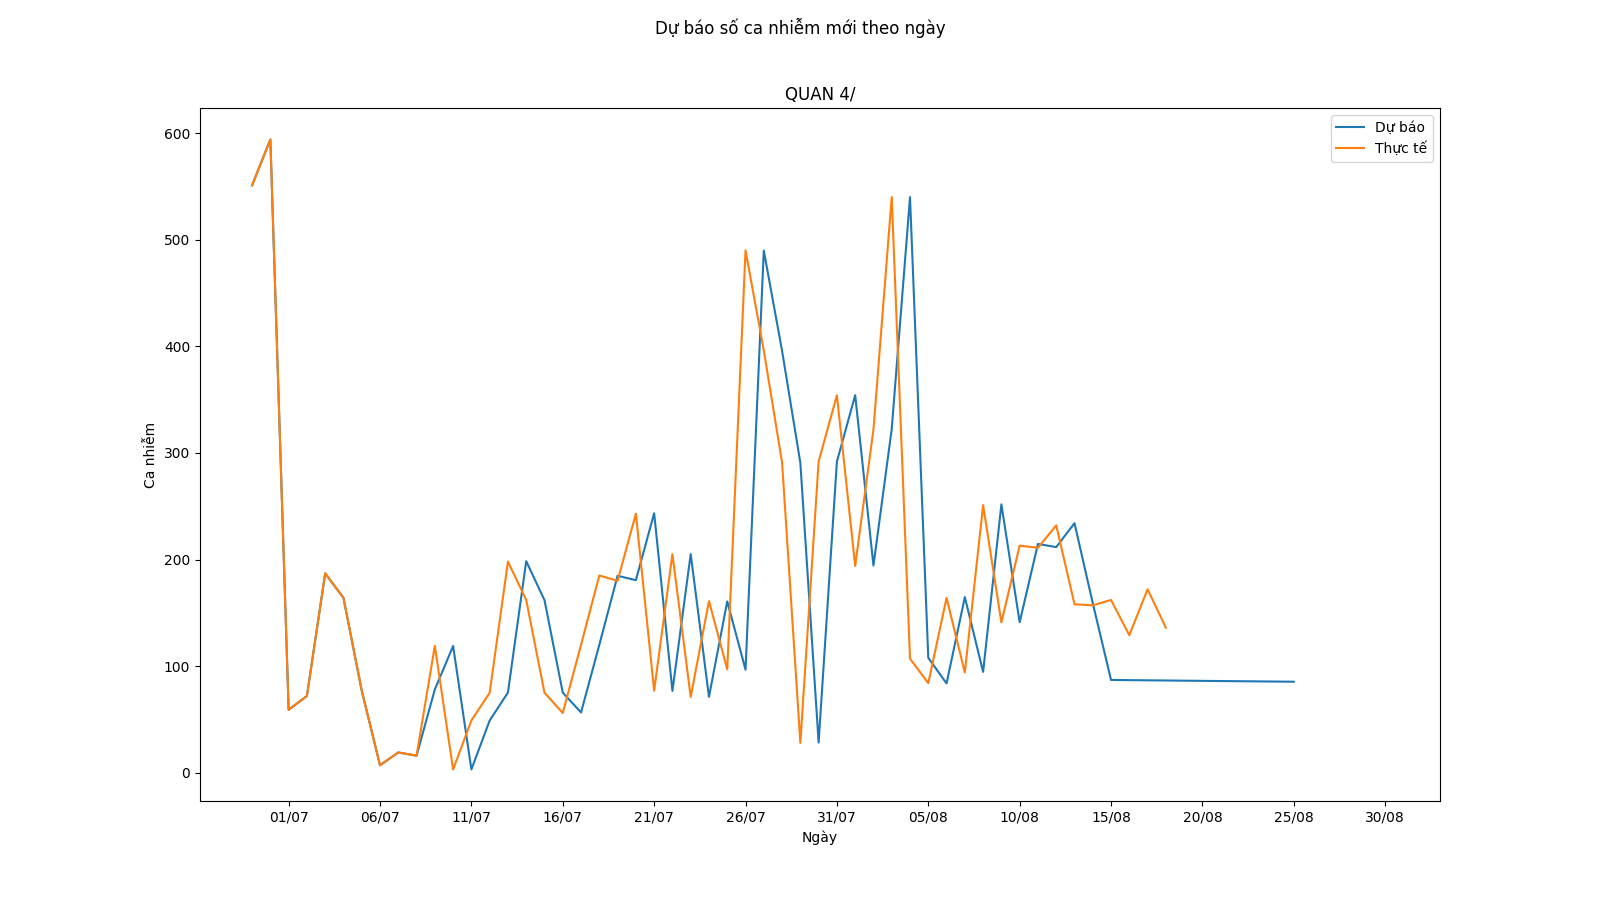 Dự báo số ca nhiễm mới theo ngày
QUAN 4/
Dự báo
Thực tế
600
500
400
300
200
100
0
Ca nhiễm
01/07 06/07 11/07 16/07 21/07 26/07 31/07 05/08 10/08 15/08 20/08 25/08 30/08
Ngày